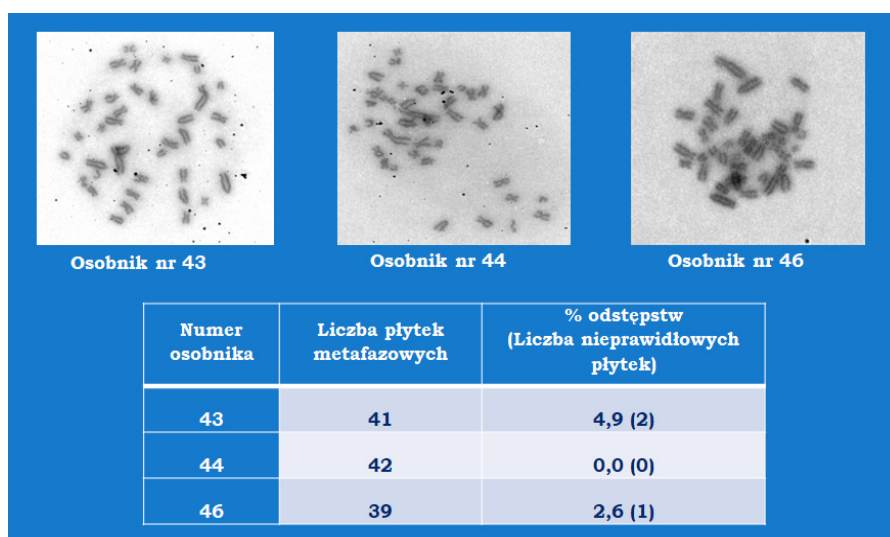 Osobnik nr 43
Osobnik nr 44
Osobnik nr 46
Numer osobnika
Liczba płytek metafazowych
% odstępstw
(Liczba nieprawidłowych płytek)
43
41
4,9 (2)
44
42
0,0 (0)
46
39
2,6 (1)